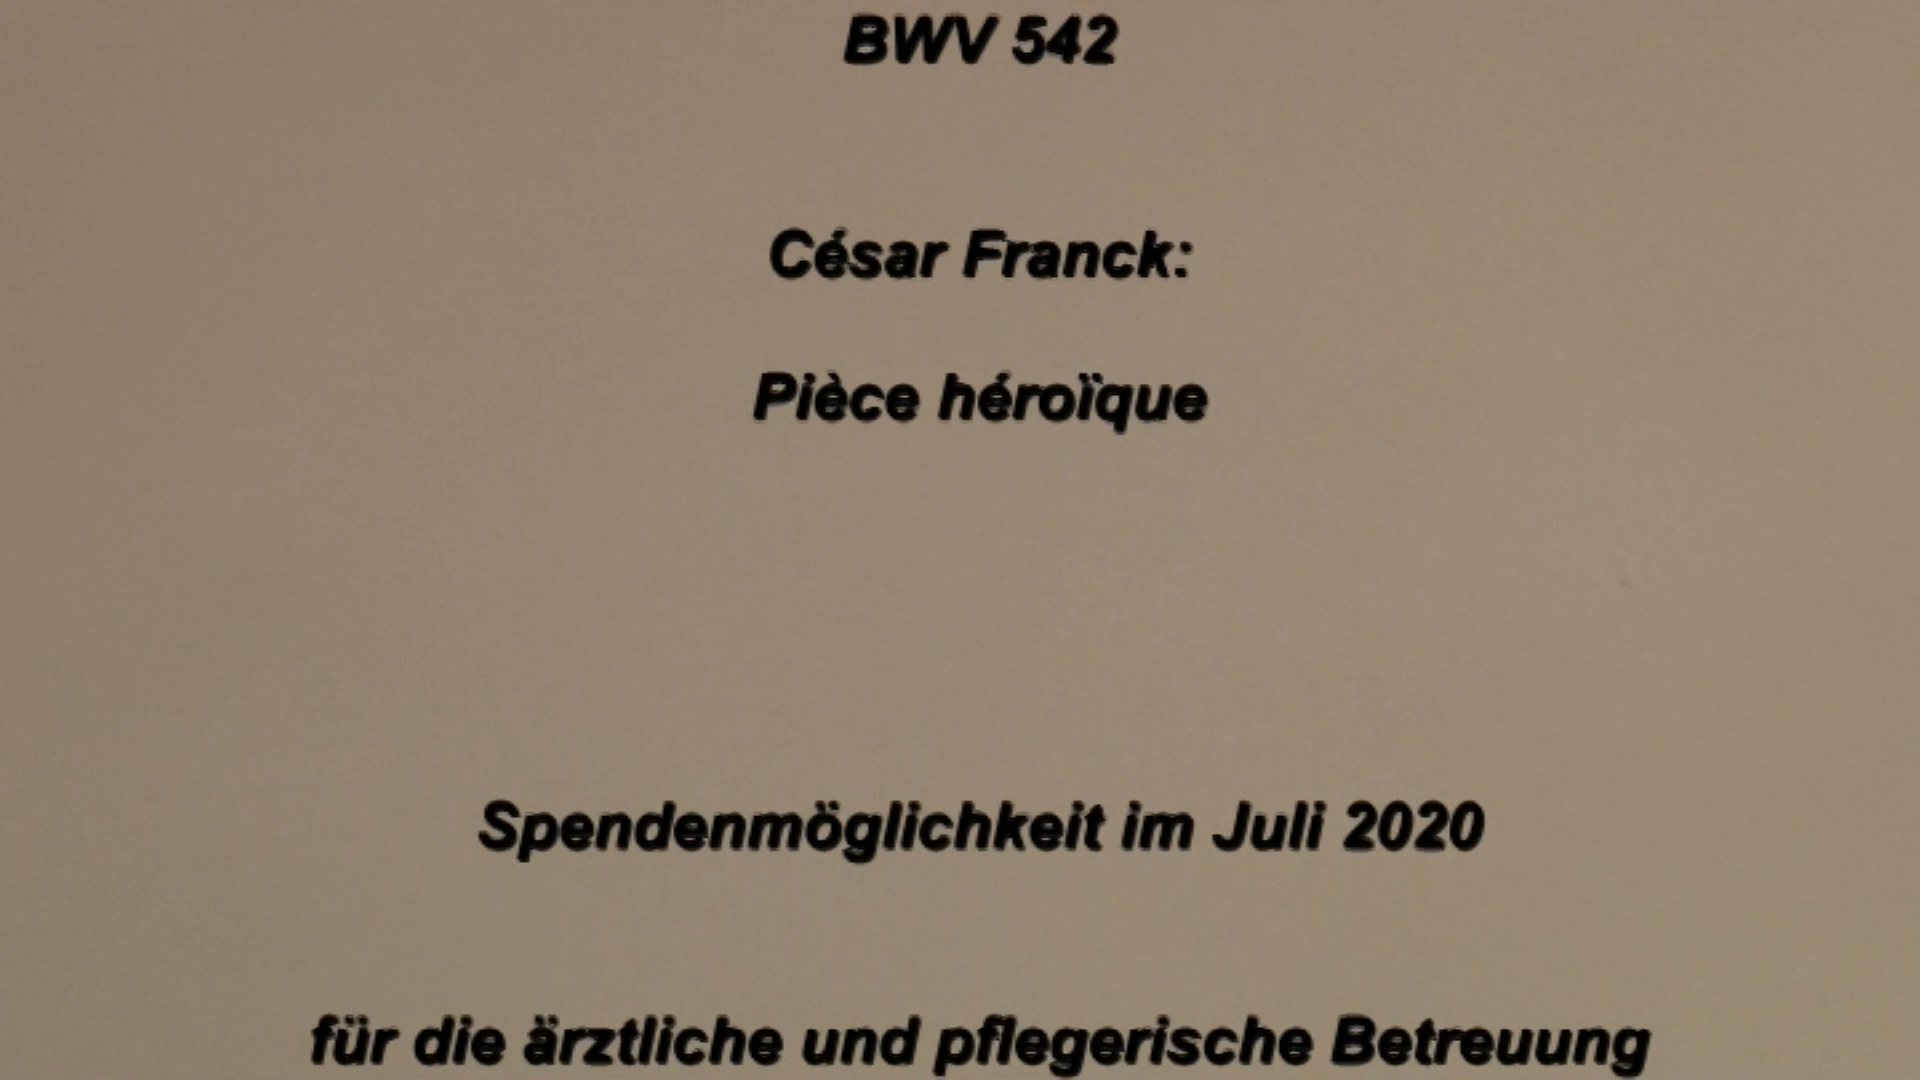 BWV 542
César Franck:
Pièce héroïque
Spendenmöglichkeit im Juli 2020
für die ärztliche und pflegerische Betreuung